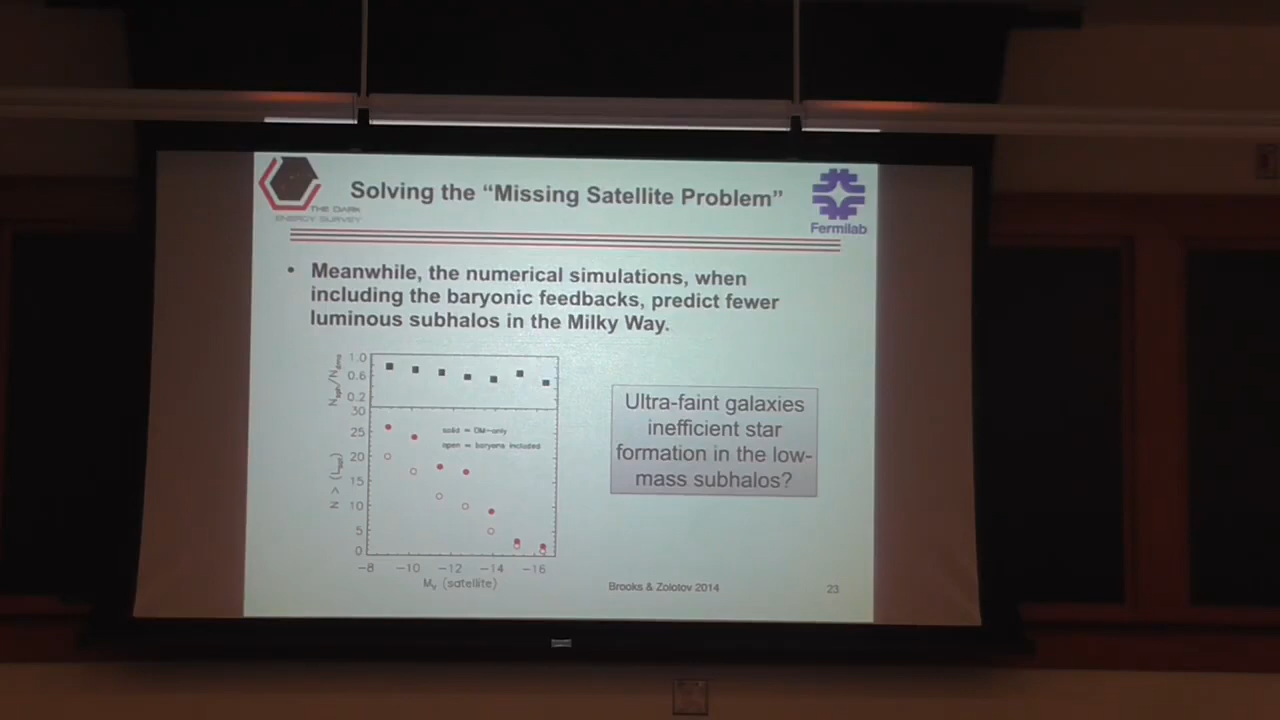 Solving the “Missing Satellite Problem”
THE DARK
ENERGY SURVEY
Fermilab
• Meanwhile, the numerical simulations, when
including the baryonic feedbacks, predict fewer
luminous subhalos in the Milky Way.
1.0
0.6
0.2
30
25
20
15
10
5
0
solid = DM-only
open = baryons included
-8 -10 -12 -14 -16
M_V (satellite)
Ultra-faint galaxies
inefficient star
formation in the low-
mass subhalos?
Brooks & Zolotov 2014
23